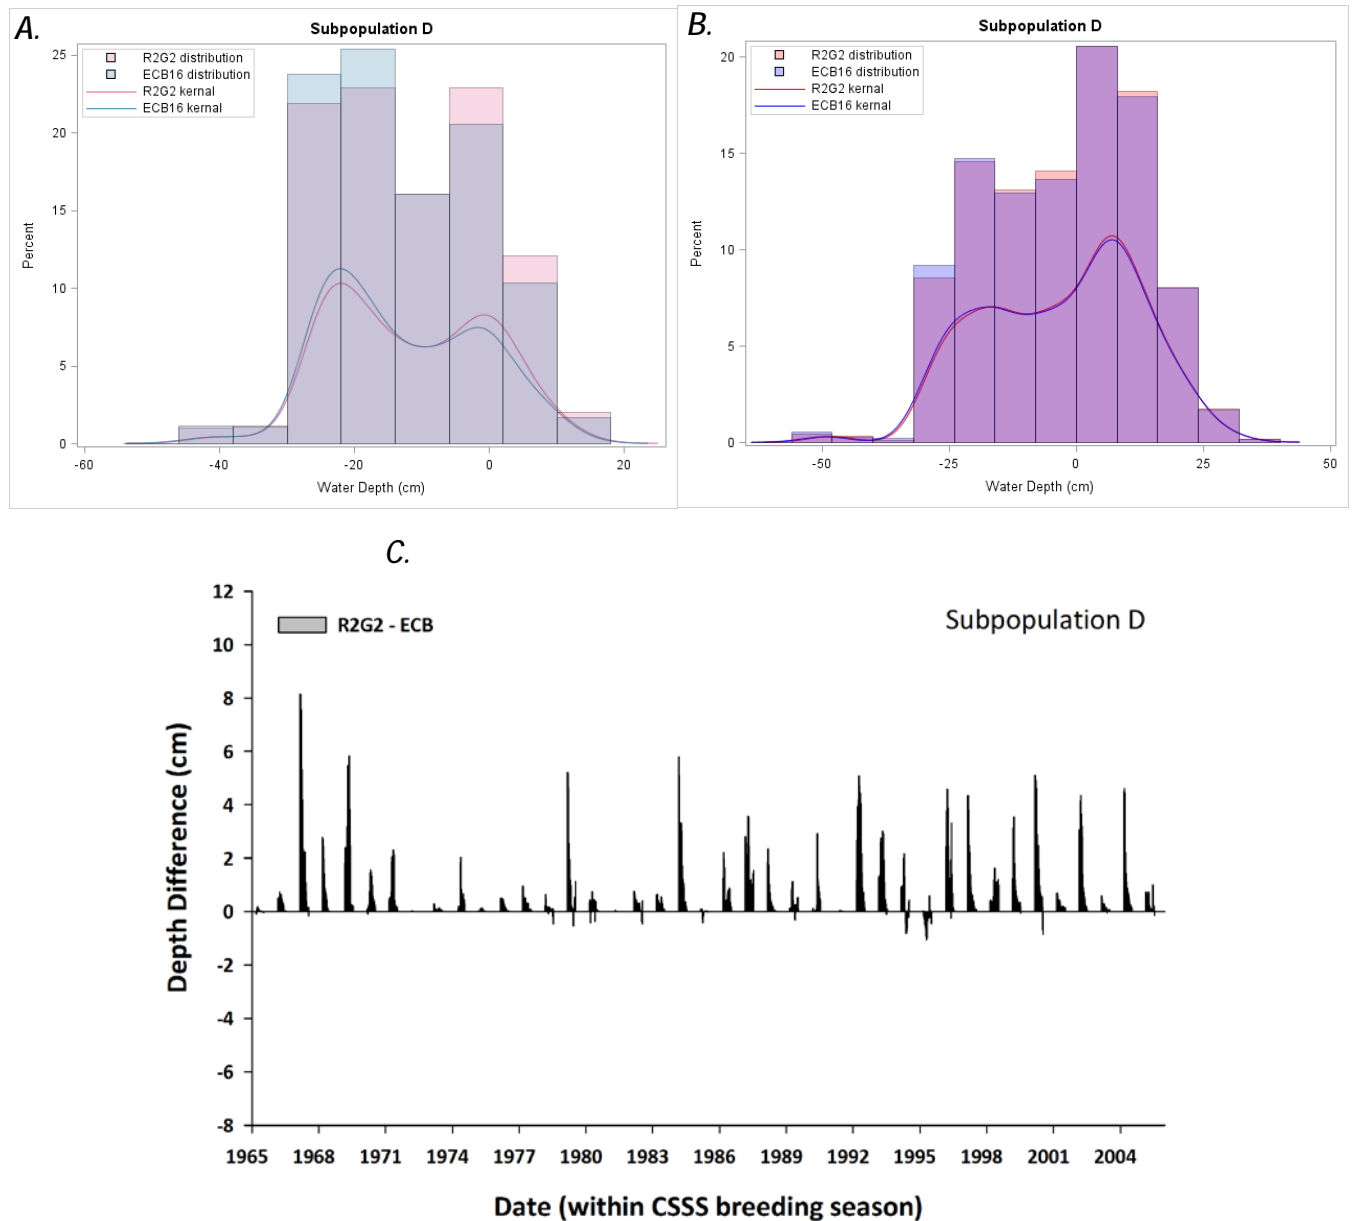 A.
Subpopulation D
R2G2 distribution
ECB16 distribution
R2G2 kernal
ECB16 kernal
25
20
15
10
5
0
Percent
-60
-40
-20
0
20
Water Depth (cm)
B.
Subpopulation D
R2G2 distribution
ECB16 distribution
R2G2 kernal
ECB16 kernal
20
15
10
5
0
Percent
-50
-25
0
25
50
Water Depth (cm)
C.
R2G2 - ECB
Subpopulation D
12
10
8
6
4
2
0
-2
-4
-6
-8
Depth Difference (cm)
1965
1968
1971
1974
1977
1980
1983
1986
1989
1992
1995
1998
2001
2004
Date (within CSSS breeding season)